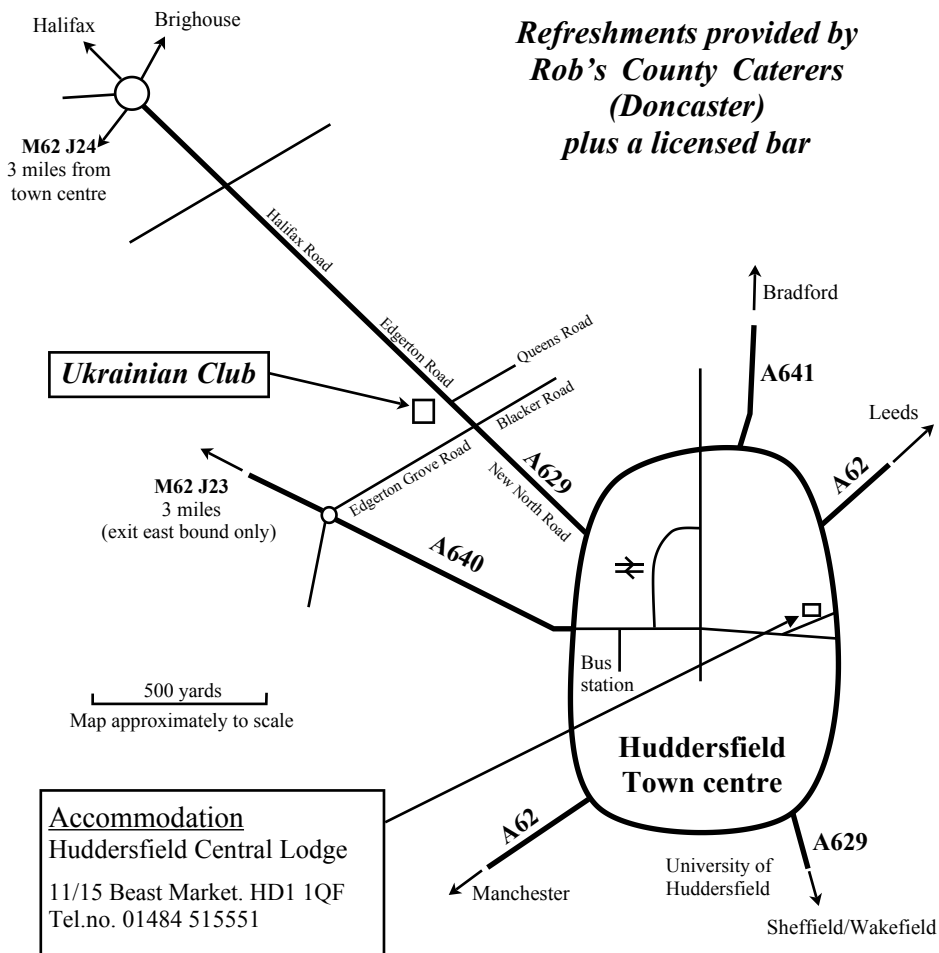 Halifax
Brighouse
Refreshments provided by
Rob's County Caterers
(Doncaster)
plus a licensed bar
M62 J24
3 miles from
town centre
Halifax Road
Bradford
Edgerton Road
Queens Road
Ukrainian Club
A641
Blacker Road
Leeds
Edgerton Grove Road
A629
A62
New North Road
M62 J23
3 miles
(exit east bound only)
A640
Bus
station
500 yards
Map approximately to scale
Huddersfield
Town centre
Accommodation
Huddersfield Central Lodge
11/15 Beast Market. HD1 1QF
Tel.no. 01484 515551
A62
Manchester
University of
Huddersfield
A629
Sheffield/Wakefield